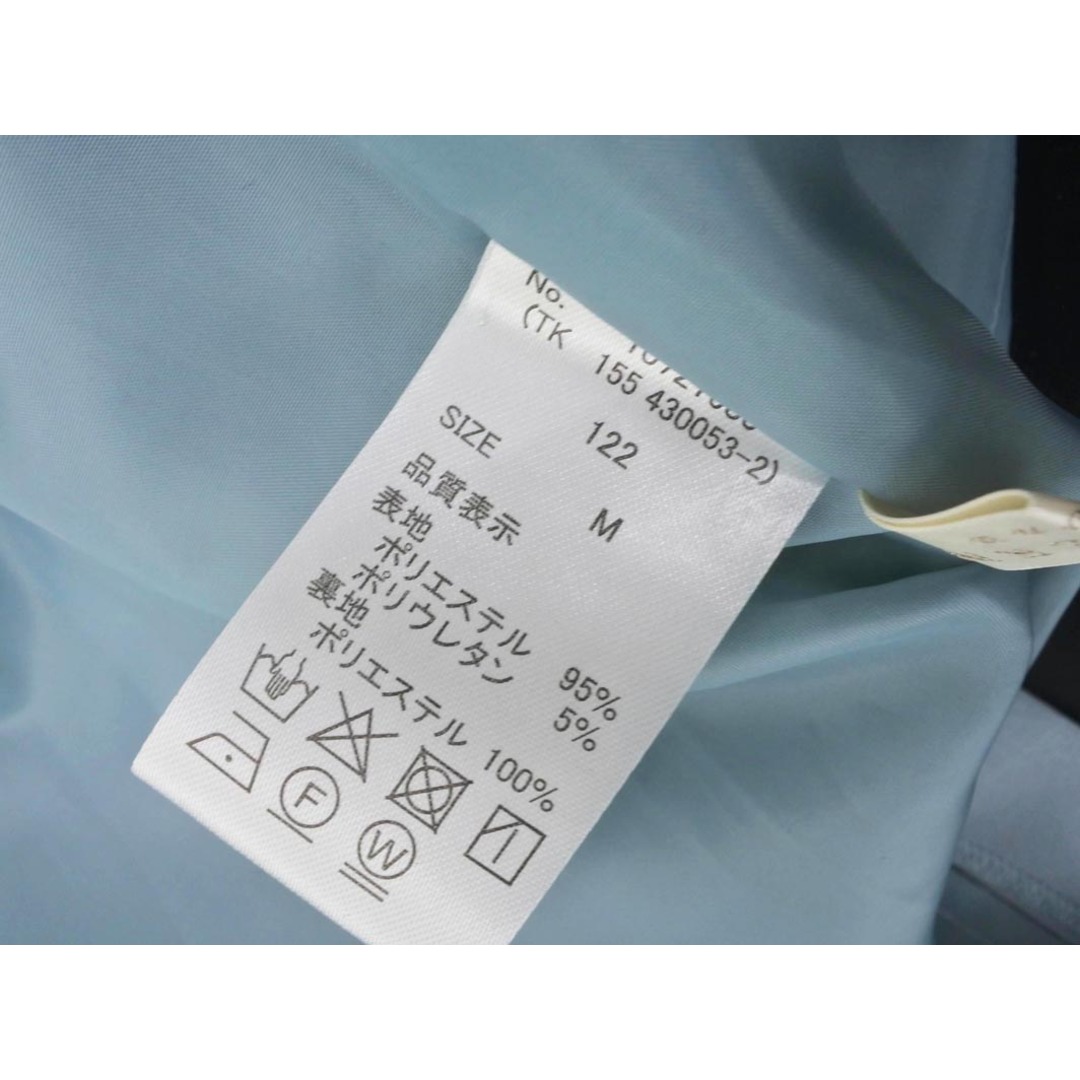 No.
(TK 155 430053-2)
122
SIZE M
品質表示
表地
ポリエステル 95%
ポリウレタン 5%
裏地
ポリエステル 100%
F
W